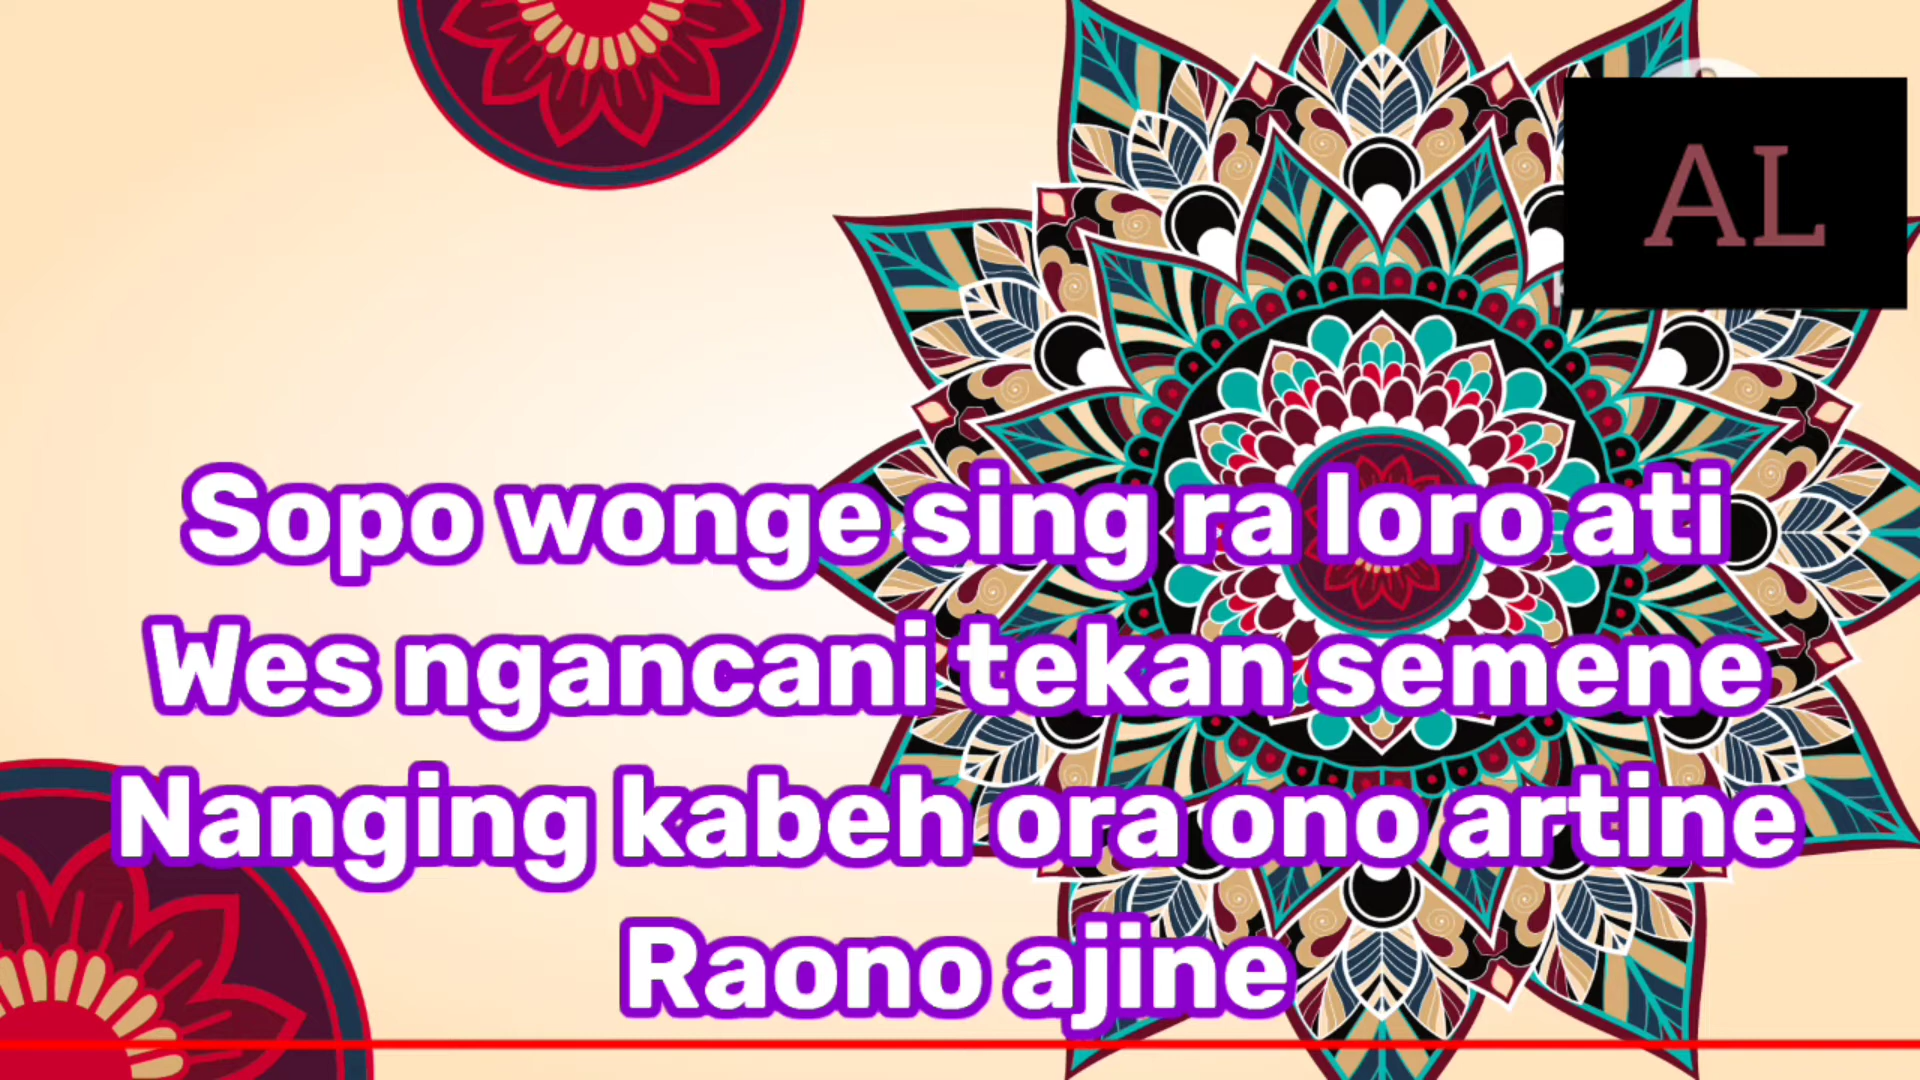 AL
Sopo wonge sing ra loro ati
Wes ngancani tekan semene
Nanging kabeh ora ono artine
Raono ajine